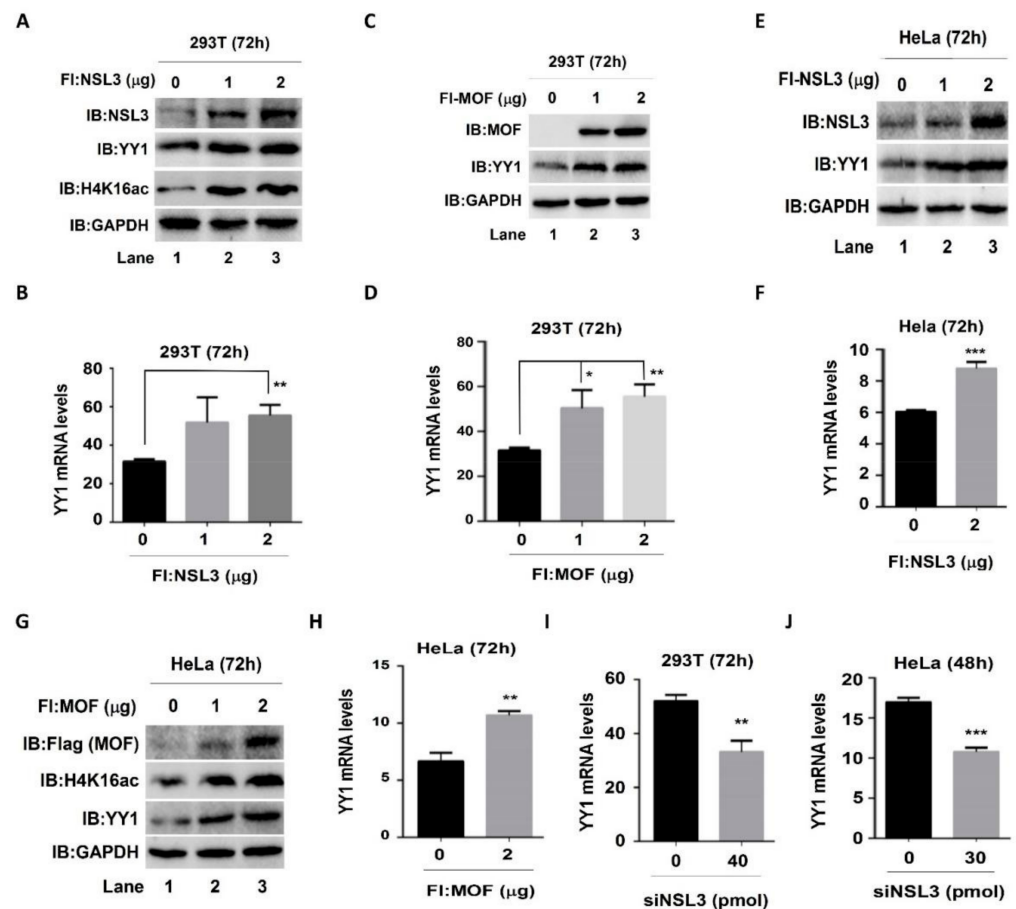 A
293T (72h)
Fl:NSL3 (μg) 0 1 2
IB:NSL3
IB:YY1
IB:H4K16ac
IB:GAPDH
Lane 1 2 3
C
293T (72h)
Fl-MOF (μg) 0 1 2
IB:MOF
IB:YY1
IB:GAPDH
Lane 1 2 3
E
HeLa (72h)
Fl-NSL3 (μg) 0 1 2
IB:NSL3
IB:YY1
IB:GAPDH
Lane 1 2 3
B
293T (72h)
YY1 mRNA levels
80
60
40
20
0
**
0 1 2
Fl:NSL3 (μg)
D
293T (72h)
YY1 mRNA levels
80
60
40
20
0
*
**
0 1 2
Fl:MOF (μg)
F
Hela (72h)
YY1 mRNA levels
10
8
6
4
2
0
***
0 2
Fl:NSL3 (μg)
G
HeLa (72h)
Fl:MOF (μg) 0 1 2
IB:Flag (MOF)
IB:H4K16ac
IB:YY1
IB:GAPDH
Lane 1 2 3
H
HeLa (72h)
YY1 mRNA levels
15
10
5
0
**
0 2
Fl:MOF (μg)
I
293T (72h)
YY1 mRNA levels
60
40
20
0
**
0 40
siNSL3 (pmol)
J
HeLa (48h)
YY1 mRNA levels
20
15
10
5
0
***
0 30
siNSL3 (pmol)